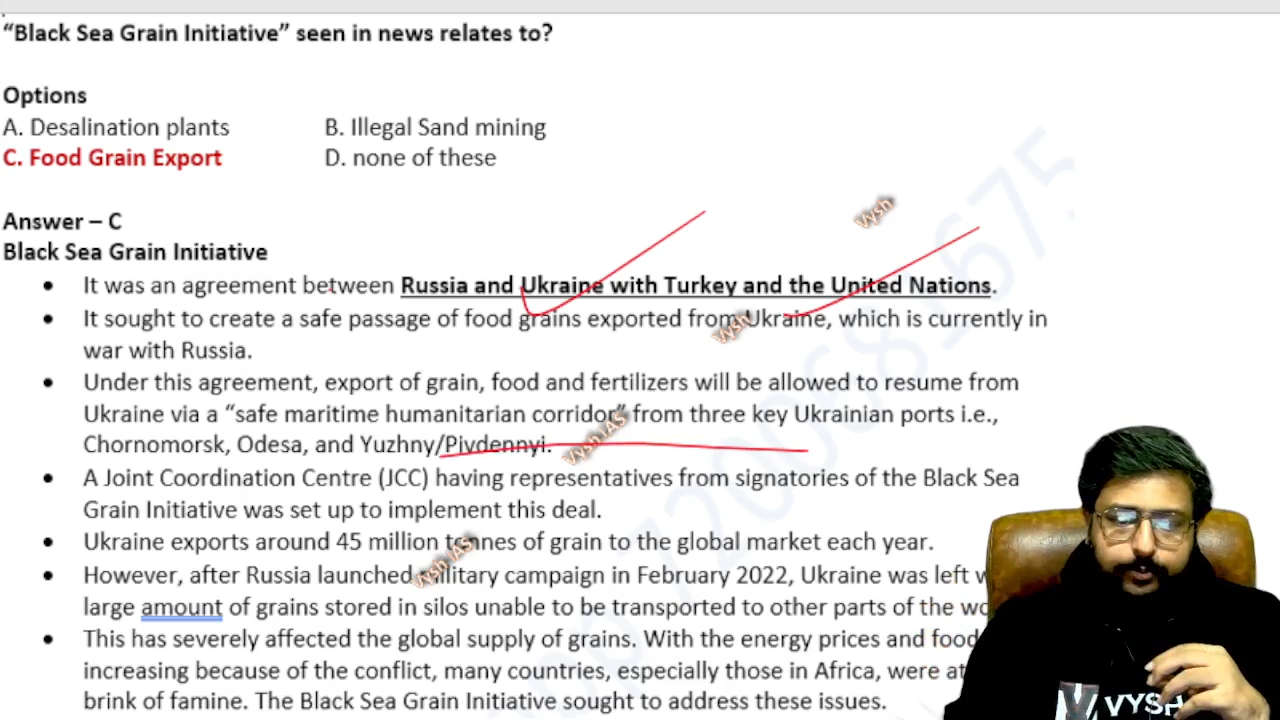 “Black Sea Grain Initiative” seen in news relates to?
Options
A. Desalination plants B. Illegal Sand mining
C. Food Grain Export D. none of these
Answer – C
Vysh
Black Sea Grain Initiative
• It was an agreement between Russia and Ukraine with Turkey and the United Nations.
• It sought to create a safe passage of food grains exported from Ukraine, which is currently in
Vysh
war with Russia.
• Under this agreement, export of grain, food and fertilizers will be allowed to resume from
Ukraine via a “safe maritime humanitarian corridor” from three key Ukrainian ports i.e.,
Chornomorsk, Odesa, and Yuzhny/Pivdennyi.
Vysh IAS
• A Joint Coordination Centre (JCC) having representatives from signatories of the Black Sea
Grain Initiative was set up to implement this deal.
• Ukraine exports around 45 million tonnes of grain to the global market each year.
Vysh IAS
• However, after Russia launched military campaign in February 2022, Ukraine was left
large amount of grains stored in silos unable to be transported to other parts of the
• This has severely affected the global supply of grains. With the energy prices and food
increasing because of the conflict, many countries, especially those in Africa, were at
brink of famine. The Black Sea Grain Initiative sought to address these issues.
VYSH